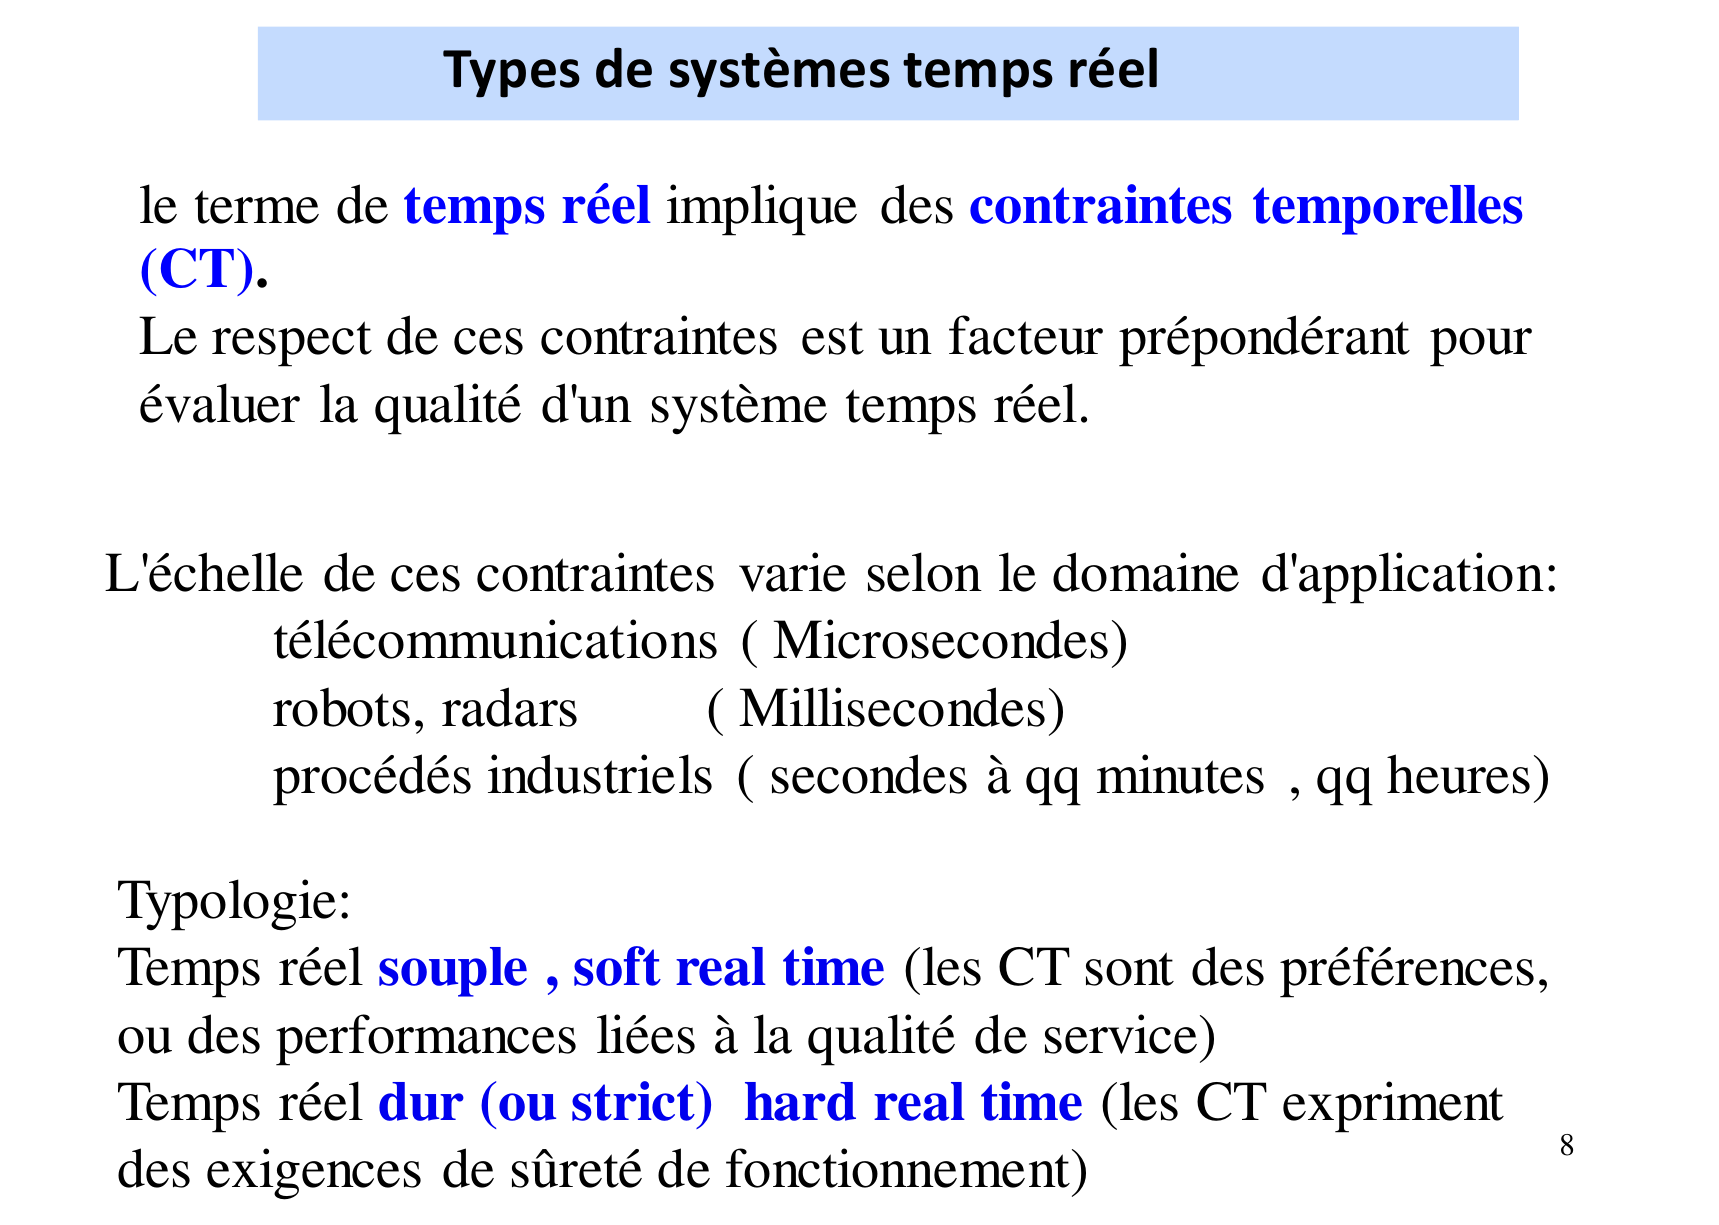 Types de systèmes temps réel
le terme de temps réel implique des contraintes temporelles
(CT).
Le respect de ces contraintes est un facteur prépondérant pour
évaluer la qualité d'un système temps réel.
L'échelle de ces contraintes varie selon le domaine d'application:
télécommunications ( Microsecondes)
robots, radars ( Millisecondes)
procédés industriels ( secondes à qq minutes , qq heures)
Typologie:
Temps réel souple , soft real time (les CT sont des préférences,
ou des performances liées à la qualité de service)
Temps réel dur (ou strict) hard real time (les CT expriment
des exigences de sûreté de fonctionnement)
8